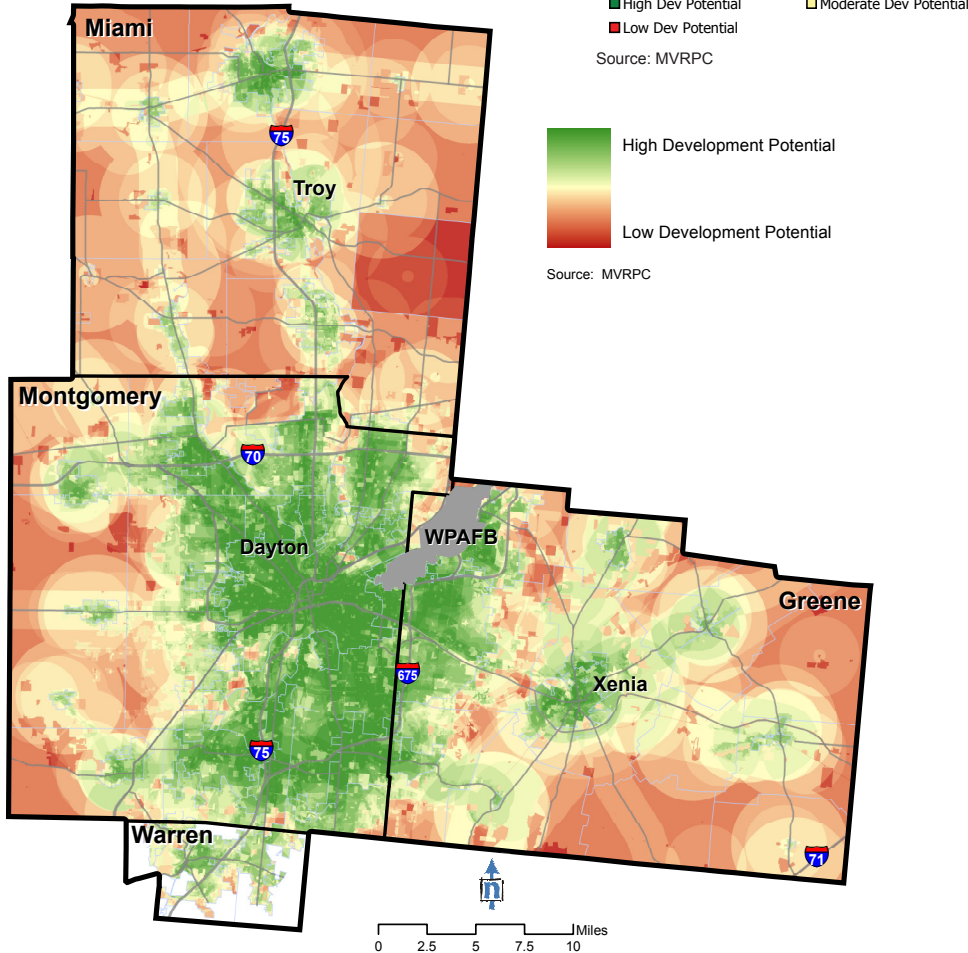 High Dev Potential
Moderate Dev Potential
Low Dev Potential
Source: MVRPC
High Development Potential
Low Development Potential
Source: MVRPC
Miami
75
Troy
Montgomery
70
Dayton
WPAFB
Greene
675
Xenia
75
Warren
71
n
Miles
0 2.5 5 7.5 10